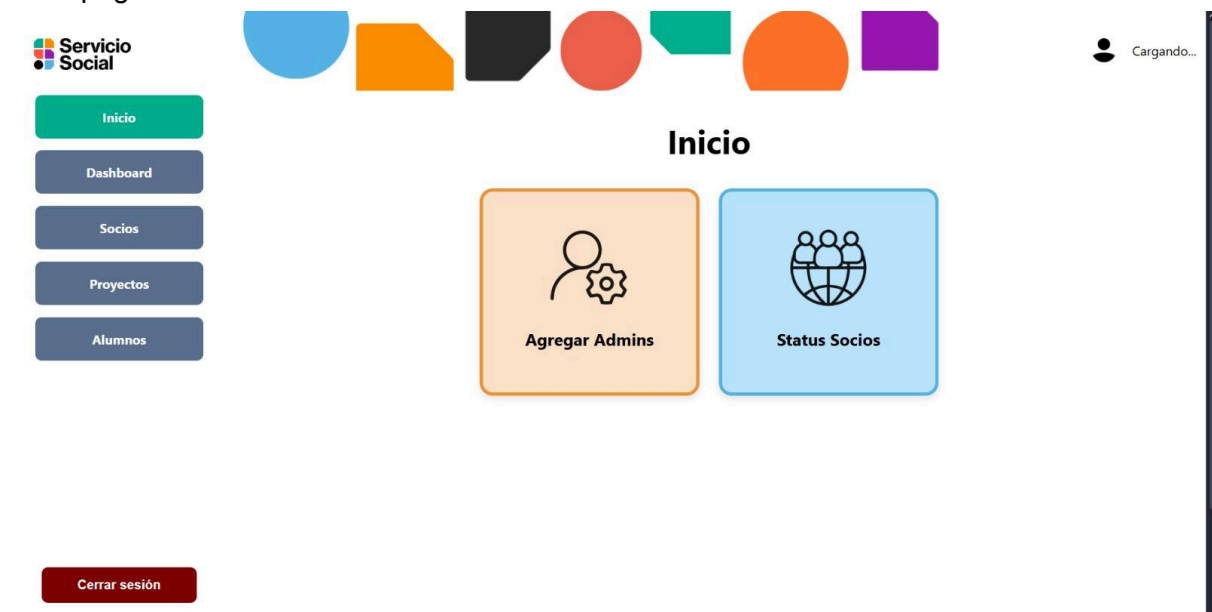 Servicio
Social
Cargando...
Inicio
Dashboard
Socios
Proyectos
Alumnos
Inicio
Agregar Admins
Status Socios
Cerrar sesión